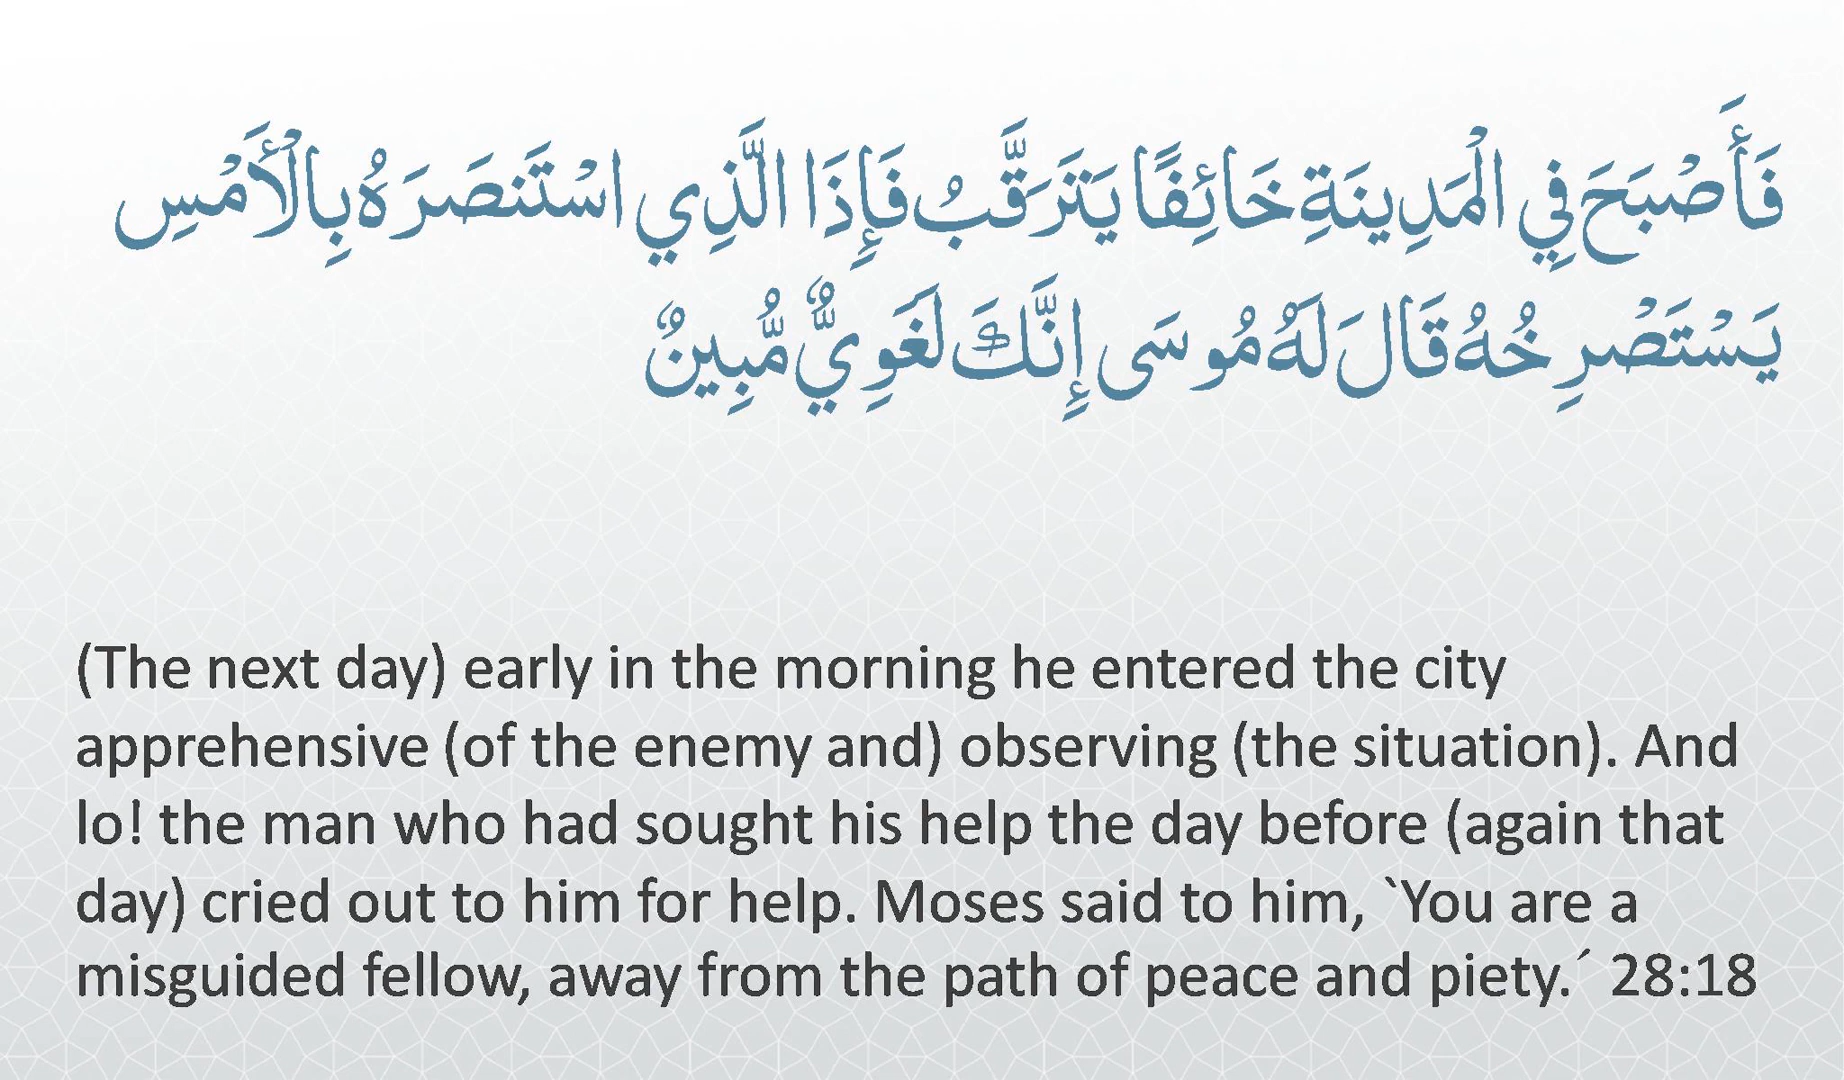 فَأَصْبَحَ فِي الْمَدِينَةِ خَائِفًا يَتَرَقَّبُ فَإِذَا الَّذِي اسْتَنصَرَهُ بِالْأَمْسِ
يَسْتَصْرِخُهُ قَالَ لَهُ مُوسَى إِنَّكَ لَغَوِيٌّ مُّبِينٌ
(The next day) early in the morning he entered the city
apprehensive (of the enemy and) observing (the situation). And
lo! the man who had sought his help the day before (again that
day) cried out to him for help. Moses said to him, `You are a
misguided fellow, away from the path of peace and piety.´ 28:18